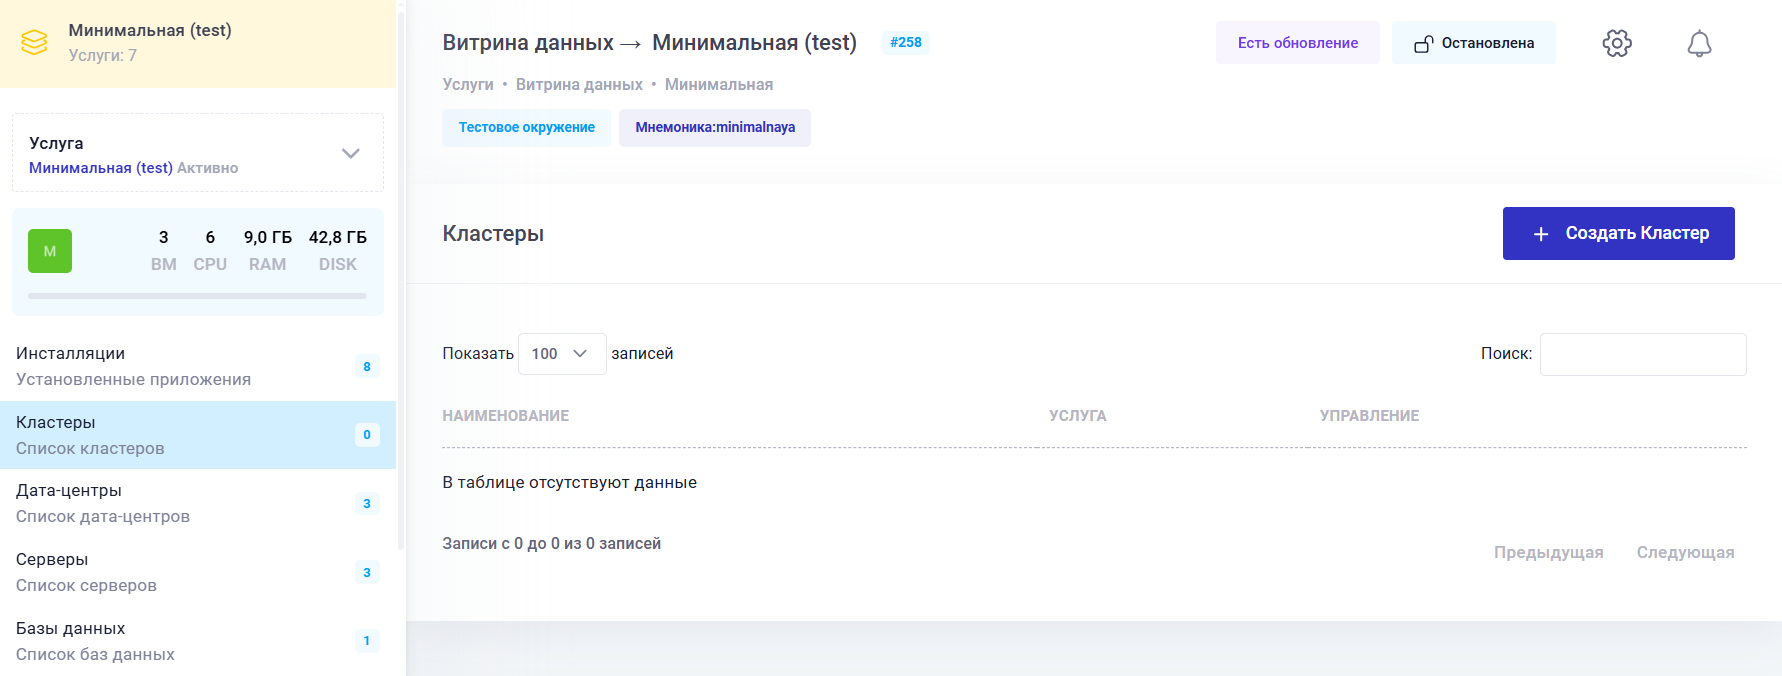 Минимальная (test)
Услуги: 7
Услуга
Минимальная (test) Активно
М
3 6 9,0 ГБ 42,8 ГБ
ВМ CPU RAM DISK
Инсталляции
Установленные приложения
8
Кластеры
Список кластеров
0
Дата-центры
Список дата-центров
3
Серверы
Список серверов
3
Базы данных
Список баз данных
1
Витрина данных → Минимальная (test) #258
Есть обновление
Остановлена
Услуги • Витрина данных • Минимальная
Тестовое окружение
Мнемоника:minimalnaya
Кластеры
+ Создать Кластер
Показать 100 записей
Поиск:
НАИМЕНОВАНИЕ УСЛУГА УПРАВЛЕНИЕ
В таблице отсутствуют данные
Записи с 0 до 0 из 0 записей
Предыдущая Следующая